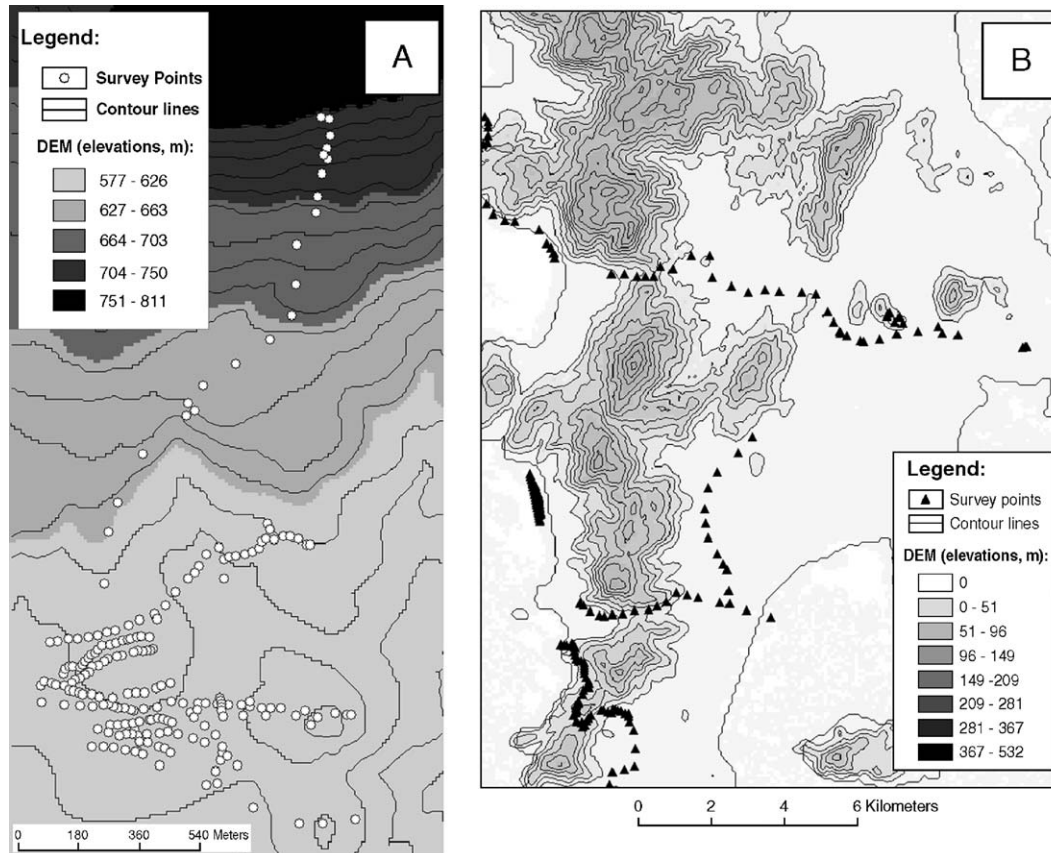 Legend:
Survey Points
Contour lines
DEM (elevations, m):
577 - 626
627 - 663
664 - 703
704 - 750
751 - 811
A
0 180 360 540 Meters
B
Legend:
Survey points
Contour lines
DEM (elevations, m):
0
0 - 51
51 - 96
96 - 149
149 -209
209 - 281
281 - 367
367 - 532
0 2 4 6 Kilometers